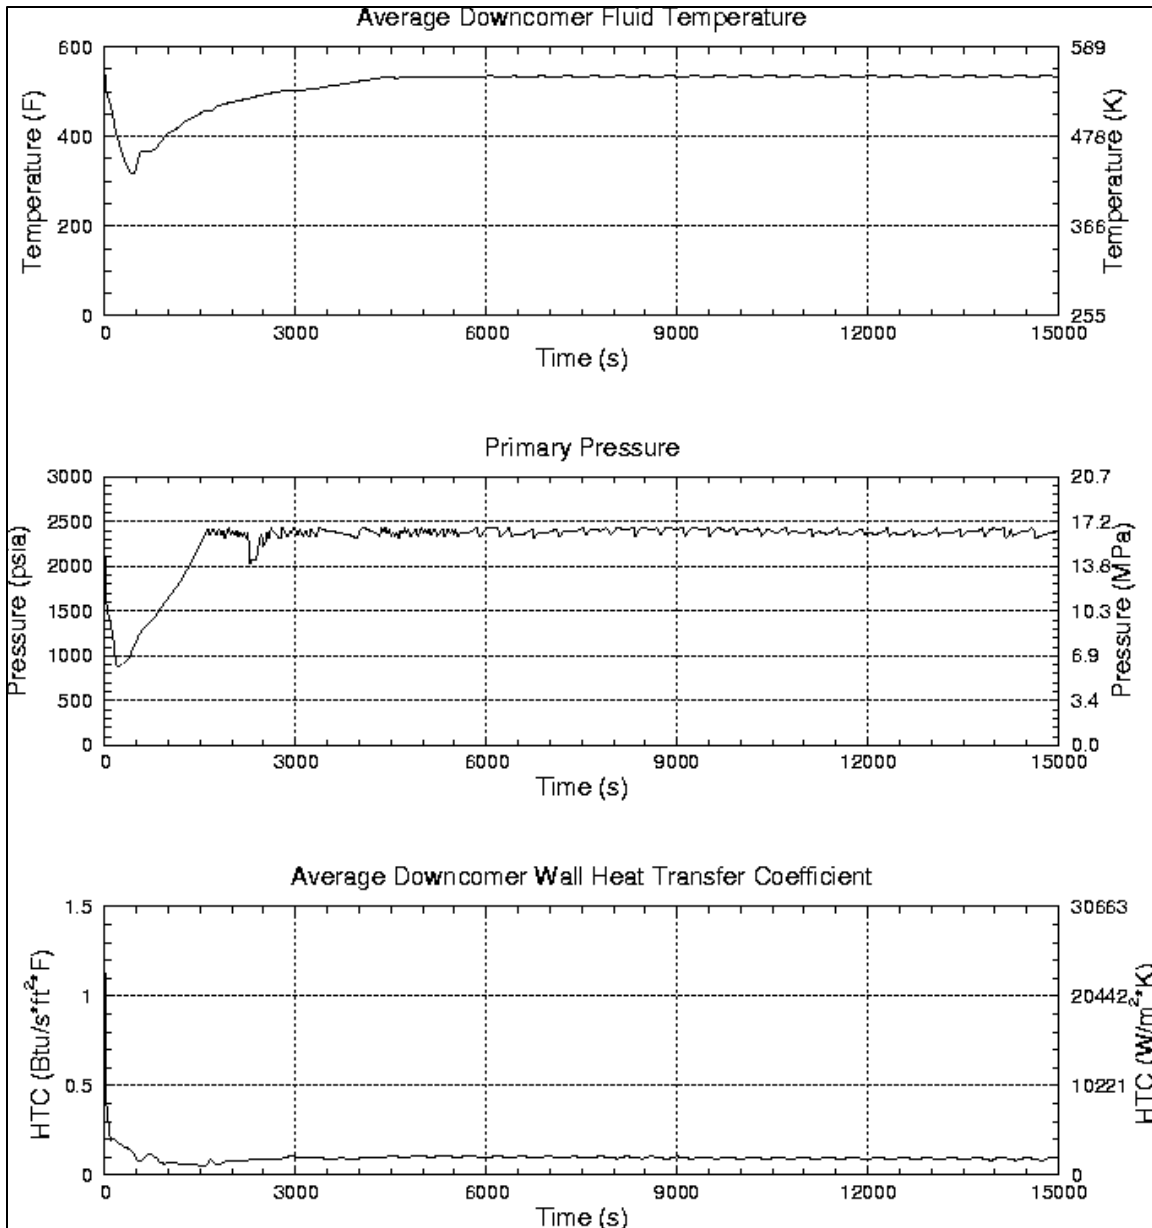 Average Downcomer Fluid Temperature
600
400
200
0
589
478
366
255
Temperature (F)
Temperature (K)
0 3000 6000 9000 12000 15000
Time (s)
Primary Pressure
3000
2500
2000
1500
1000
500
0
20.7
17.2
13.8
10.3
6.9
3.4
0.0
Pressure (psia)
Pressure (MPa)
0 3000 6000 9000 12000 15000
Time (s)
Average Downcomer Wall Heat Transfer Coefficient
1.5
1
0.5
0
30663
20442
10221
0
HTC (Btu/s*ft²*F)
HTC (W/m²*K)
0 3000 6000 9000 12000 15000
Time (s)